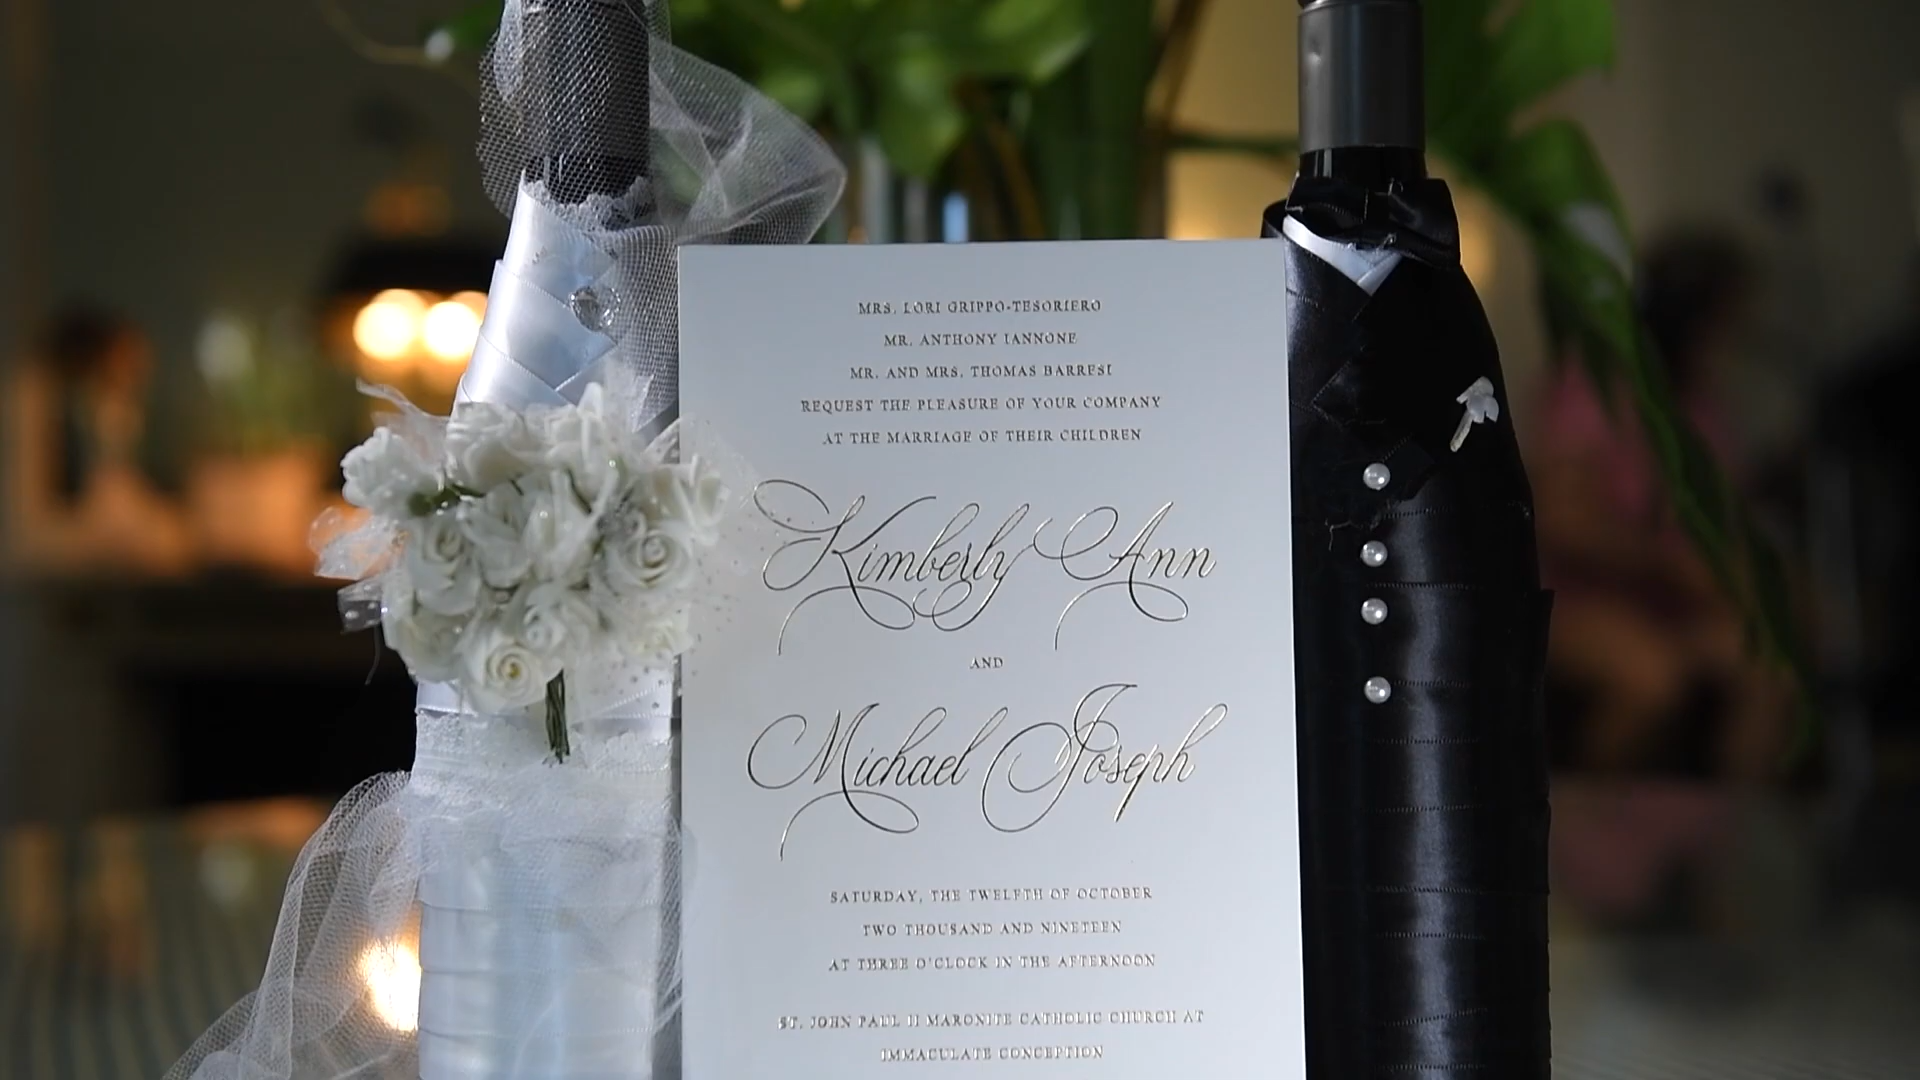 MRS. LORI GRIPPO-TESORIERO
MR. ANTHONY IANNONE
MR. AND MRS. THOMAS BARRESI
REQUEST THE PLEASURE OF YOUR COMPANY
AT THE MARRIAGE OF THEIR CHILDREN
Kimberly Ann
AND
Michael Joseph
SATURDAY, THE TWELFTH OF OCTOBER
TWO THOUSAND AND NINETEEN
AT THREE O'CLOCK IN THE AFTERNOON
ST. JOHN PAUL II MARONITE CATHOLIC CHURCH AT
IMMACULATE CONCEPTION